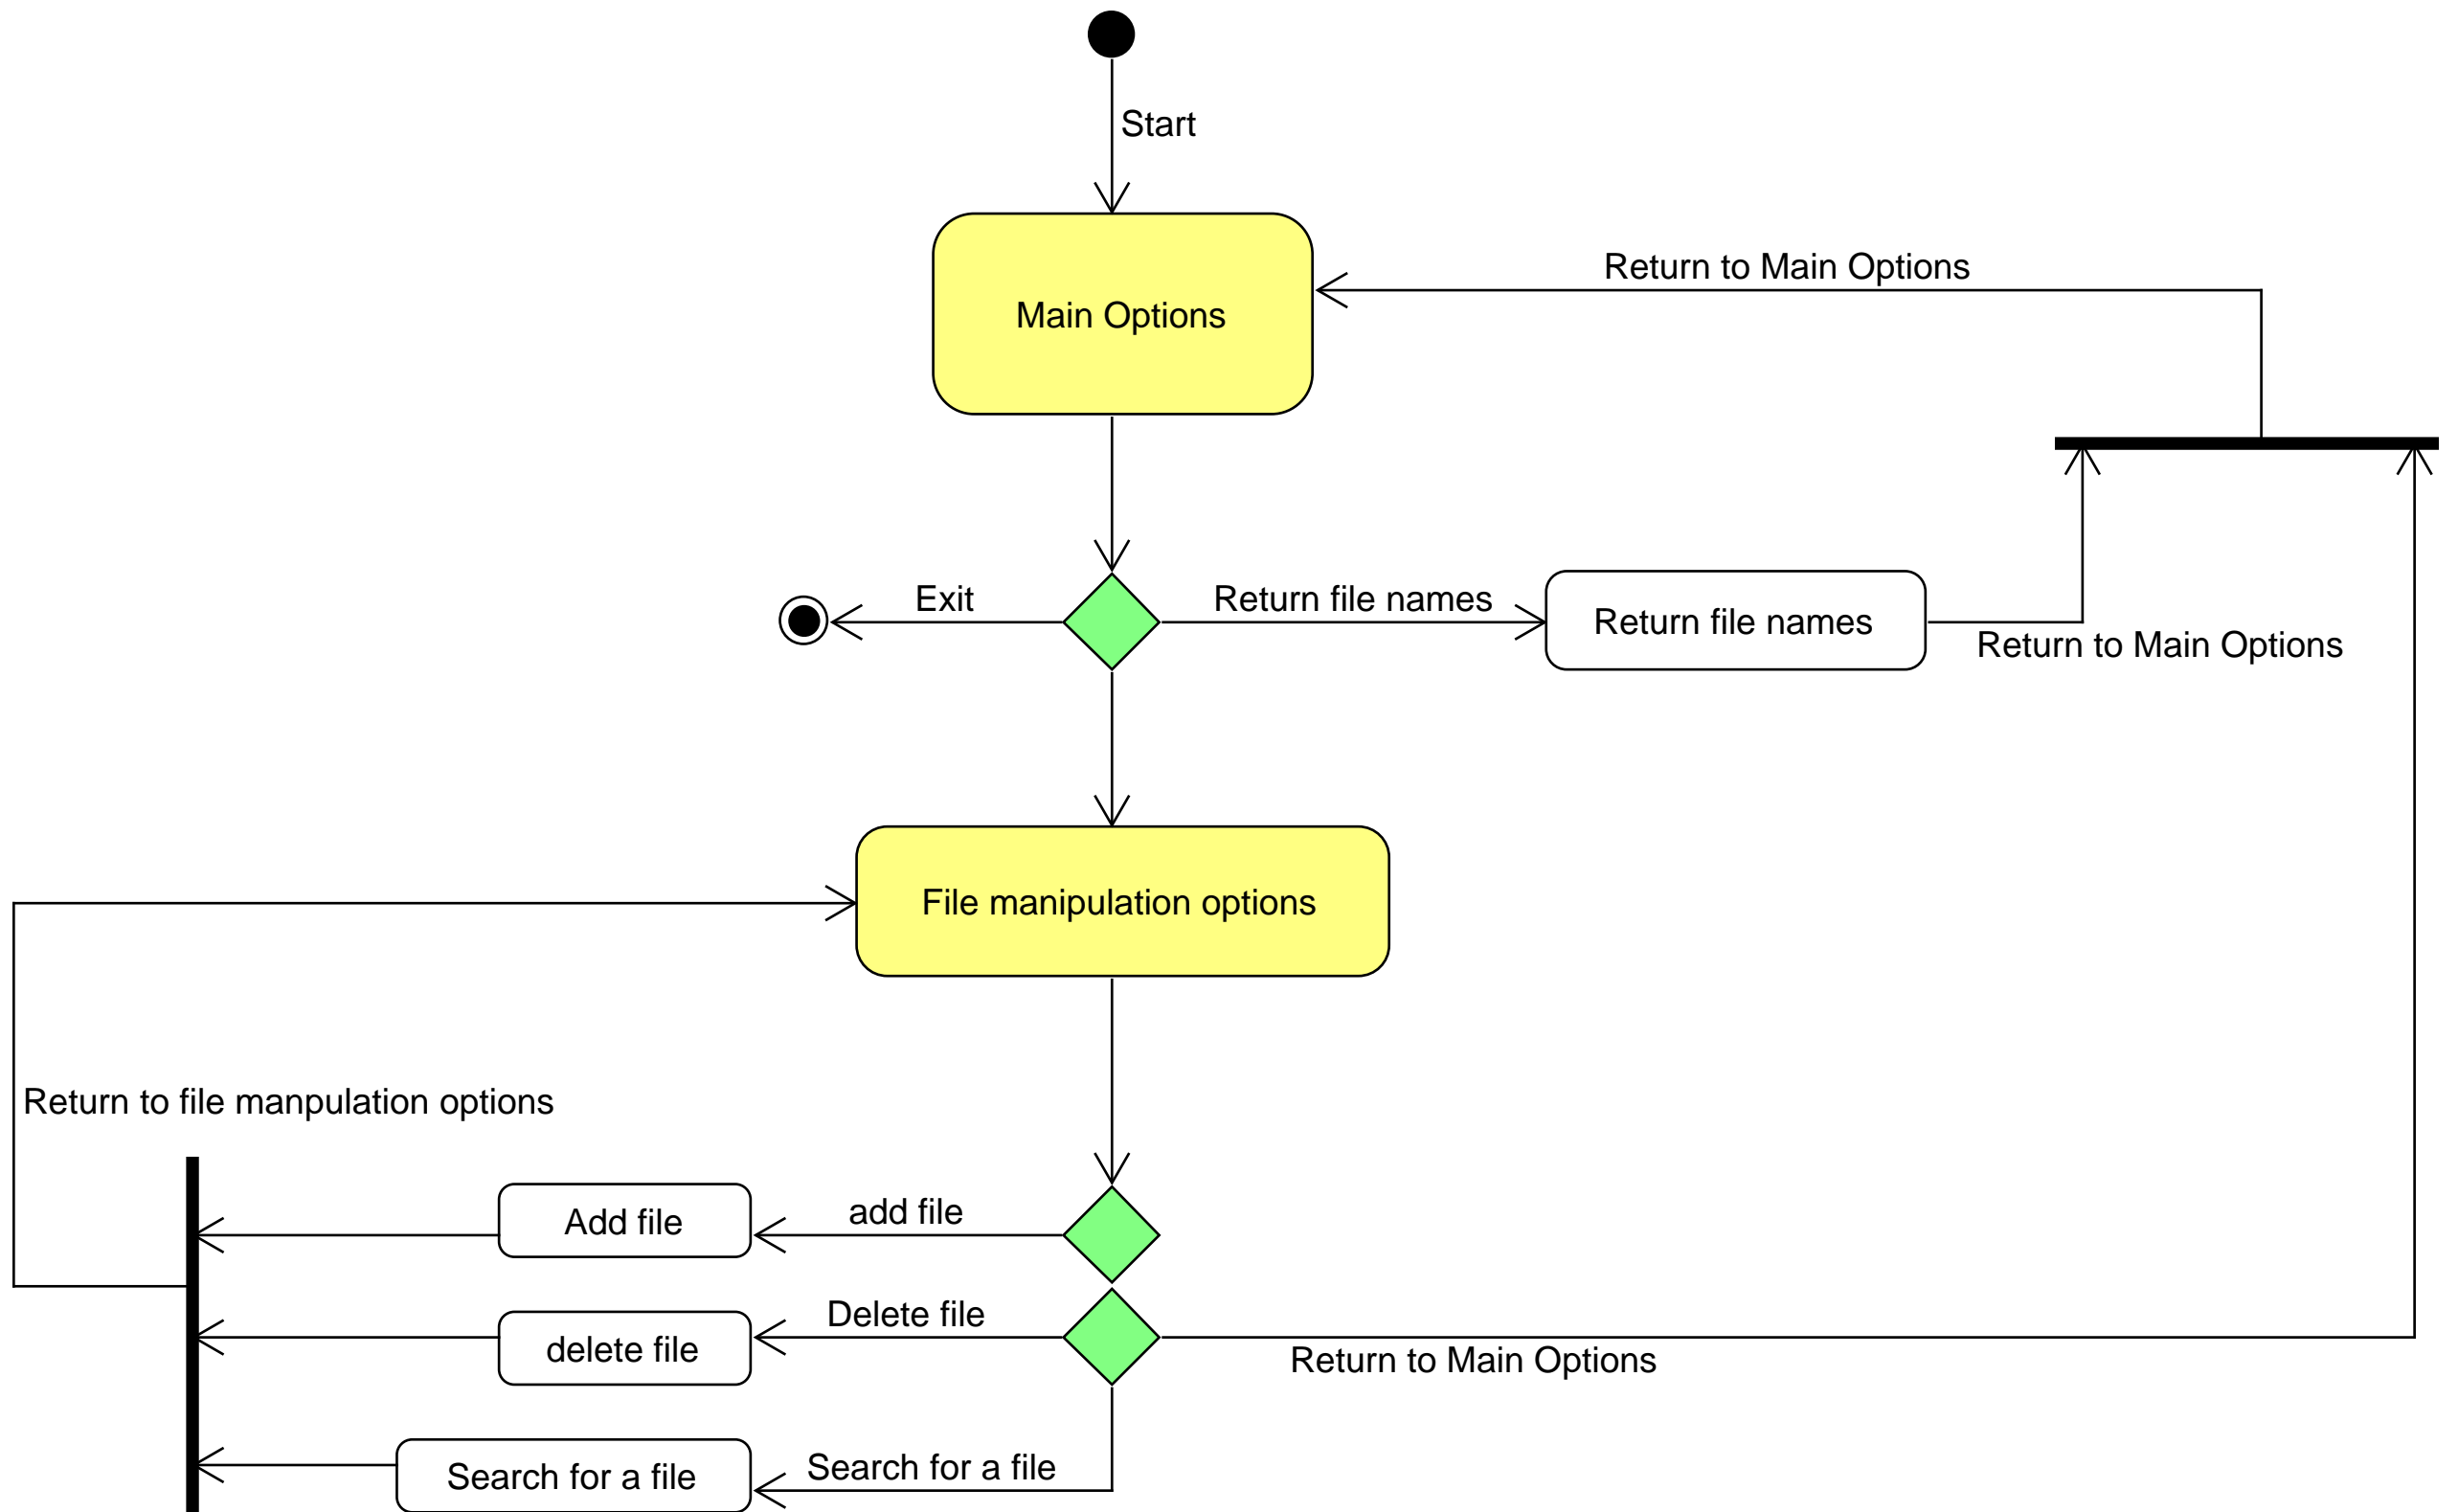 Start
Return to Main Options
Main Options
Exit
Return file names
Return file names
Return to Main Options
File manipulation options
Return to file manpulation options
add file
Add file
Delete file
delete file
Return to Main Options
Search for a file
Search for a file